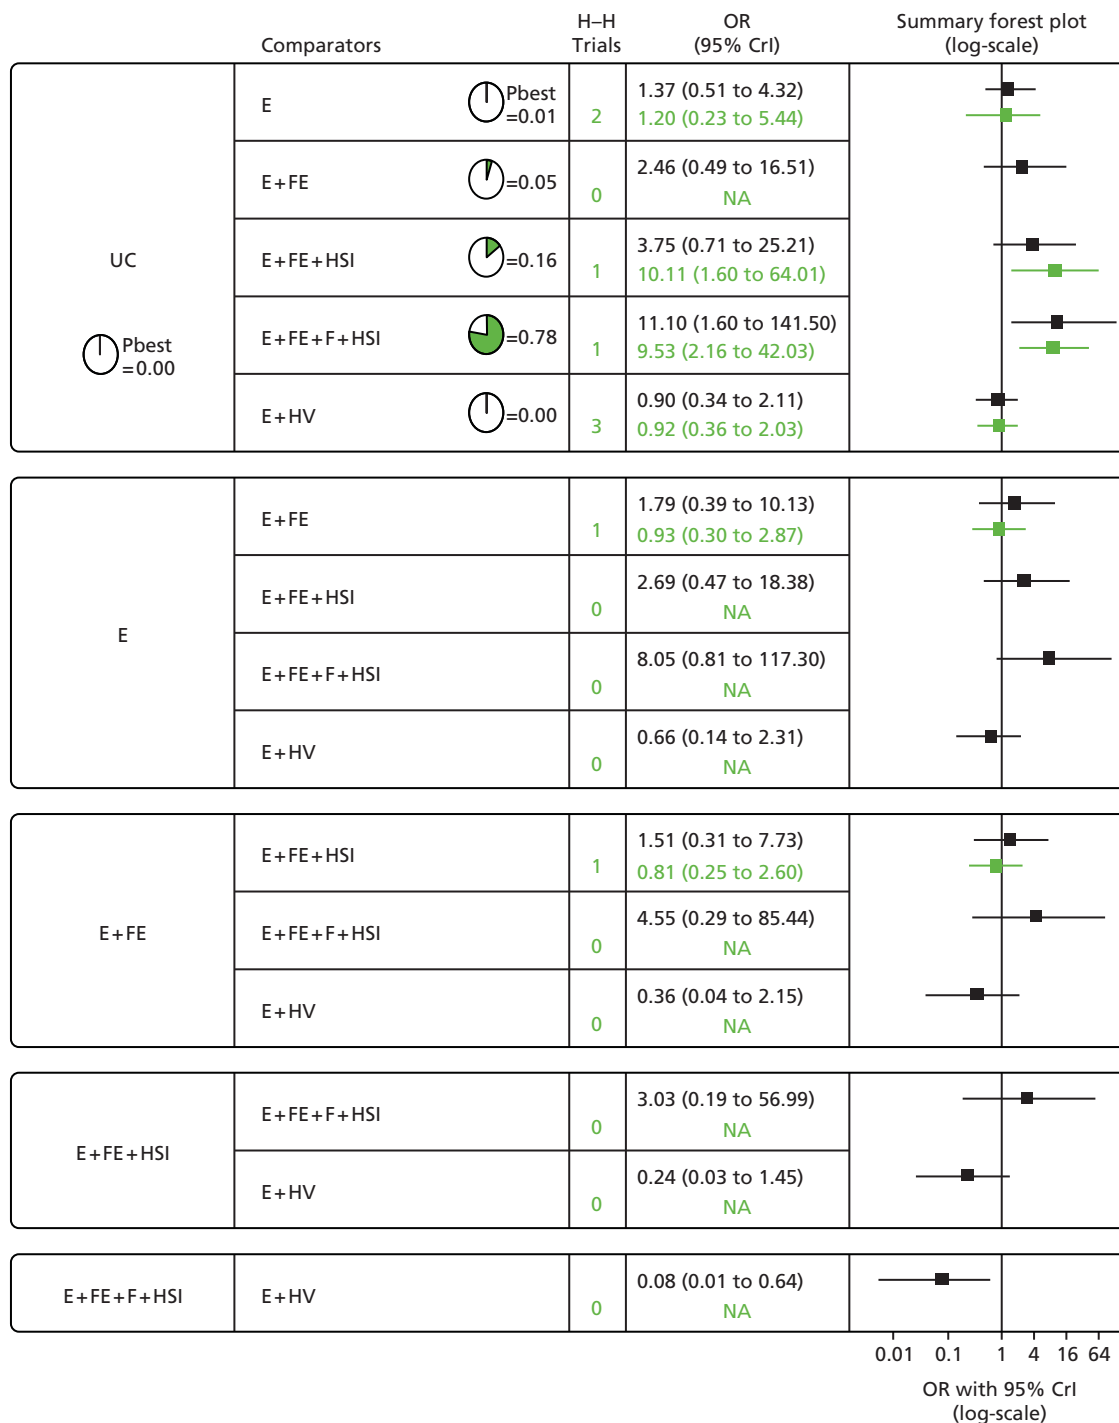 Comparators
H–H
Trials
OR
(95% CrI)
Summary forest plot
(log-scale)
UC
Pbest
=0.00
E
Pbest
=0.01
2
1.37 (0.51 to 4.32)
1.20 (0.23 to 5.44)
E+FE
=0.05
0
2.46 (0.49 to 16.51)
NA
E+FE+HSI
=0.16
1
3.75 (0.71 to 25.21)
10.11 (1.60 to 64.01)
E+FE+F+HSI
=0.78
1
11.10 (1.60 to 141.50)
9.53 (2.16 to 42.03)
E+HV
=0.00
3
0.90 (0.34 to 2.11)
0.92 (0.36 to 2.03)
E
E+FE
1
1.79 (0.39 to 10.13)
0.93 (0.30 to 2.87)
E+FE+HSI
0
2.69 (0.47 to 18.38)
NA
E+FE+F+HSI
0
8.05 (0.81 to 117.30)
NA
E+HV
0
0.66 (0.14 to 2.31)
NA
E+FE
E+FE+HSI
1
1.51 (0.31 to 7.73)
0.81 (0.25 to 2.60)
E+FE+F+HSI
0
4.55 (0.29 to 85.44)
NA
E+HV
0
0.36 (0.04 to 2.15)
NA
E+FE+HSI
E+FE+F+HSI
0
3.03 (0.19 to 56.99)
NA
E+HV
0
0.24 (0.03 to 1.45)
NA
E+FE+F+HSI
E+HV
0
0.08 (0.01 to 0.64)
NA
0.01 0.1 1 4 16 64
OR with 95% CrI
(log-scale)